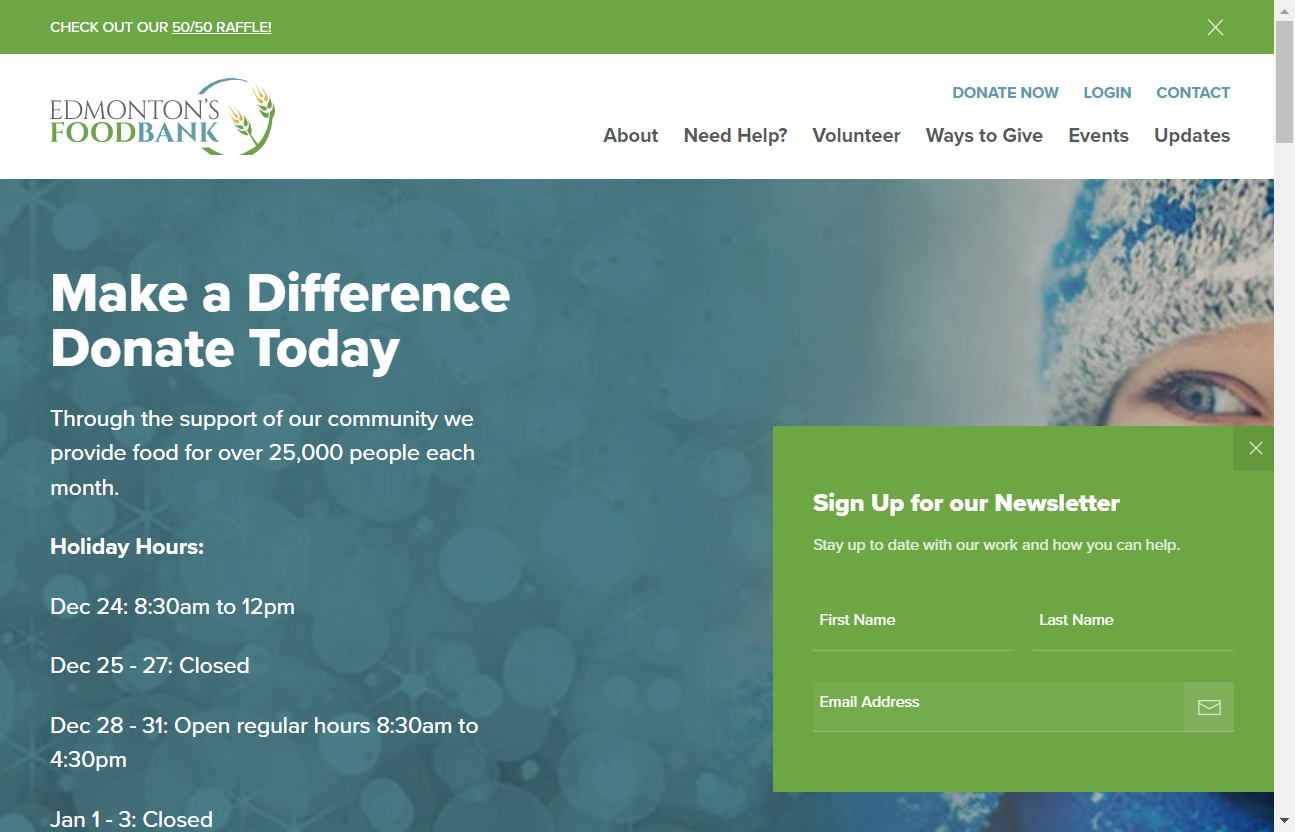 CHECK OUT OUR 50/50 RAFFLE!
EDMONTON'S
FOODBANK
DONATE NOW LOGIN CONTACT
About Need Help? Volunteer Ways to Give Events Updates
Make a Difference
Donate Today
Through the support of our community we
provide food for over 25,000 people each
month.
Holiday Hours:
Dec 24: 8:30am to 12pm
Dec 25 - 27: Closed
Dec 28 - 31: Open regular hours 8:30am to
4:30pm
Jan 1 - 3: Closed
Sign Up for our Newsletter
Stay up to date with our work and how you can help.
First Name Last Name
Email Address